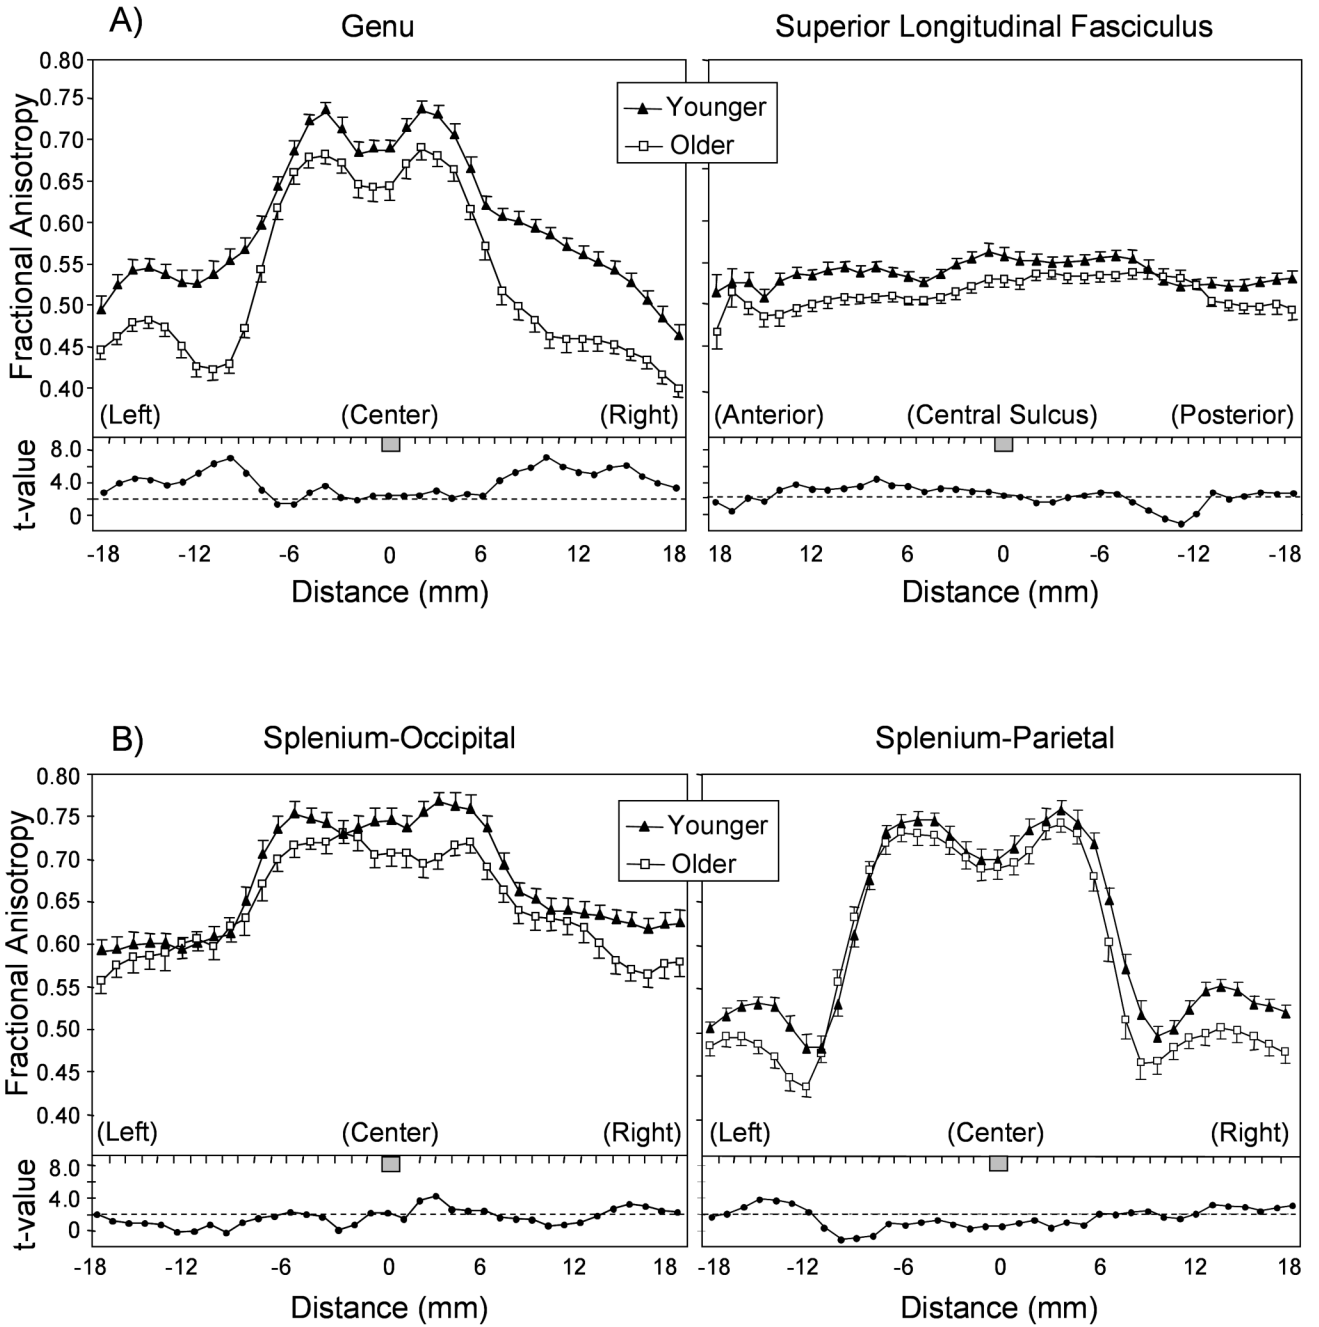 A)
Genu
Superior Longitudinal Fasciculus
Fractional Anisotropy
0.80
0.75
0.70
0.65
0.60
0.55
0.50
0.45
0.40
Younger
Older
(Left) (Center) (Right)
(Anterior) (Central Sulcus) (Posterior)
t-value
8.0
4.0
0
-18 -12 -6 0 6 12 18
18 12 6 0 -6 -12 -18
Distance (mm)
Distance (mm)
B)
Splenium-Occipital
Splenium-Parietal
Fractional Anisotropy
0.80
0.75
0.70
0.65
0.60
0.55
0.50
0.45
0.40
Younger
Older
(Left) (Center) (Right)
(Left) (Center) (Right)
t-value
8.0
4.0
0
-18 -12 -6 0 6 12 18
-18 -12 -6 0 6 12 18
Distance (mm)
Distance (mm)